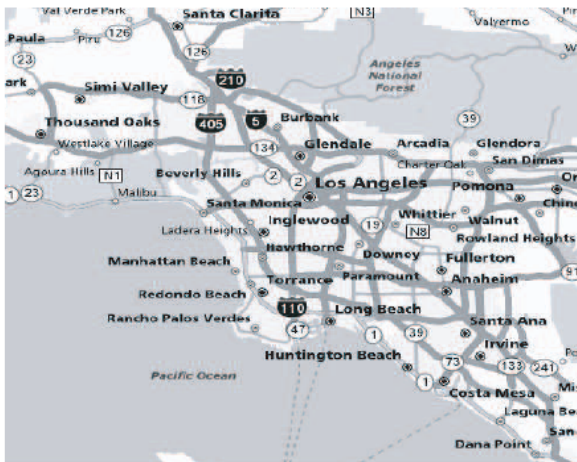 Val Verde Park
Santa Clarita
N3
Valyermo
126
Piru
Paula
126
23
Angeles
National
Forest
210
Simi Valley
118
405
5
Burbank
39
Thousand Oaks
Westlake Village
134
Glendale
Arcadia
Glendora
Charter Oak
San Dimas
Agoura Hills
N1
Beverly Hills
2
2
Los Angeles
Pomona
1
23
Malibu
Santa Monica
Inglewood
19
Whittier
Walnut
Ladera Heights
N8
Rowland Heights
Hawthorne
Downey
Fullerton
Manhattan Beach
Torrance
Paramount
Anaheim
91
Redondo Beach
110
Long Beach
Rancho Palos Verdes
47
1
39
Santa Ana
Huntington Beach
Irvine
73
133
241
Pacific Ocean
1
Costa Mesa
Laguna Be
San
Dana Point